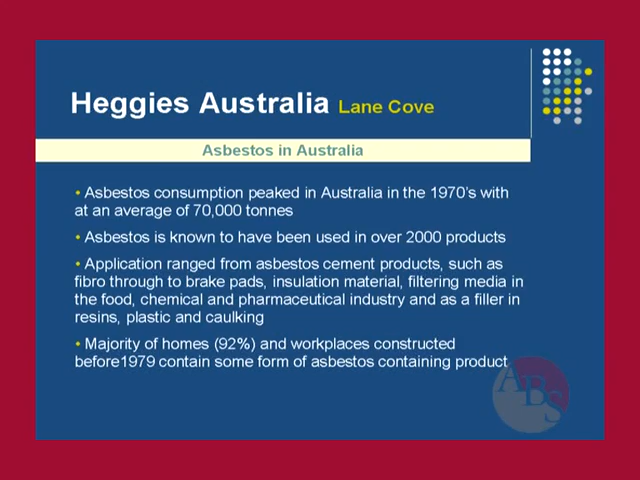 Heggies Australia Lane Cove
Asbestos in Australia
• Asbestos consumption peaked in Australia in the 1970's with
at an average of 70,000 tonnes
• Asbestos is known to have been used in over 2000 products
• Application ranged from asbestos cement products, such as
fibro through to brake pads, insulation material, filtering media in
the food, chemical and pharmaceutical industry and as a filler in
resins, plastic and caulking
• Majority of homes (92%) and workplaces constructed
before1979 contain some form of asbestos containing product
ABS